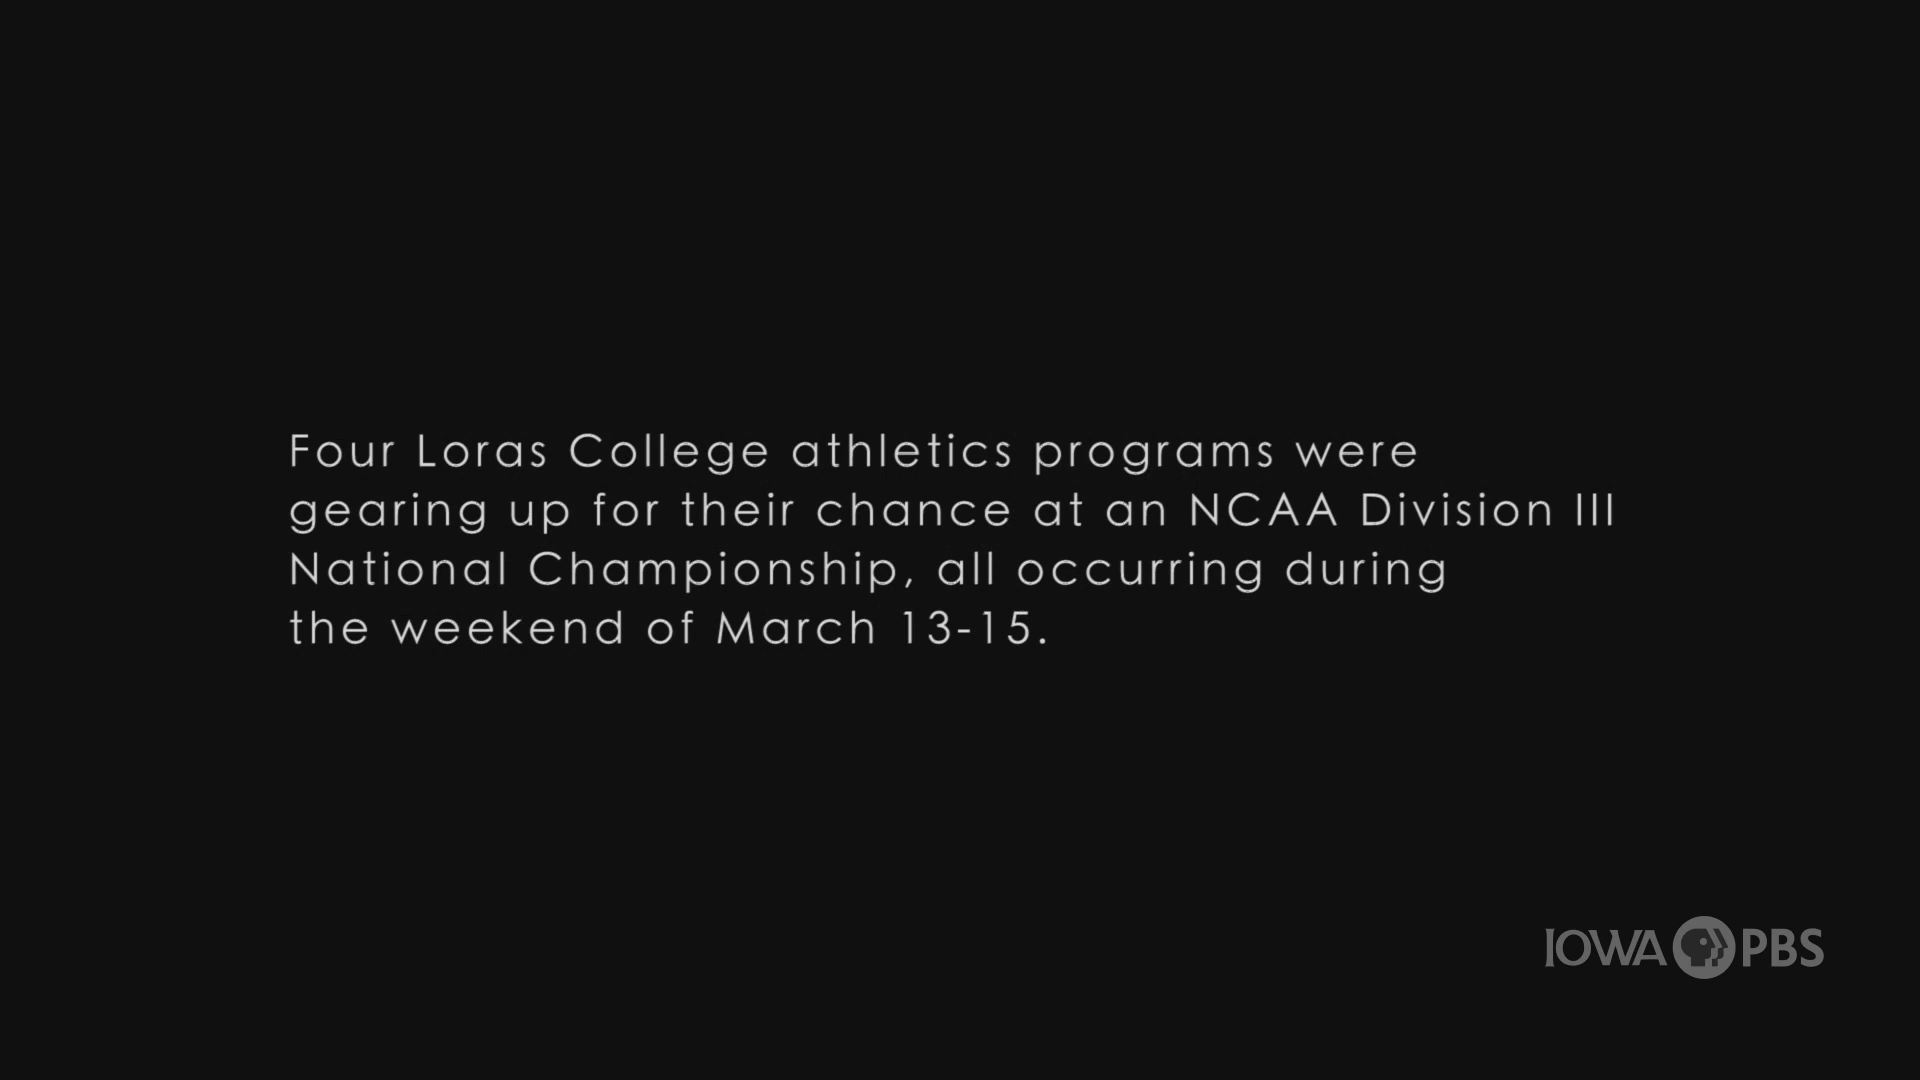 Four Loras College athletics programs were
gearing up for their chance at an NCAA Division III
National Championship, all occurring during
the weekend of March 13-15.
IOWA PBS